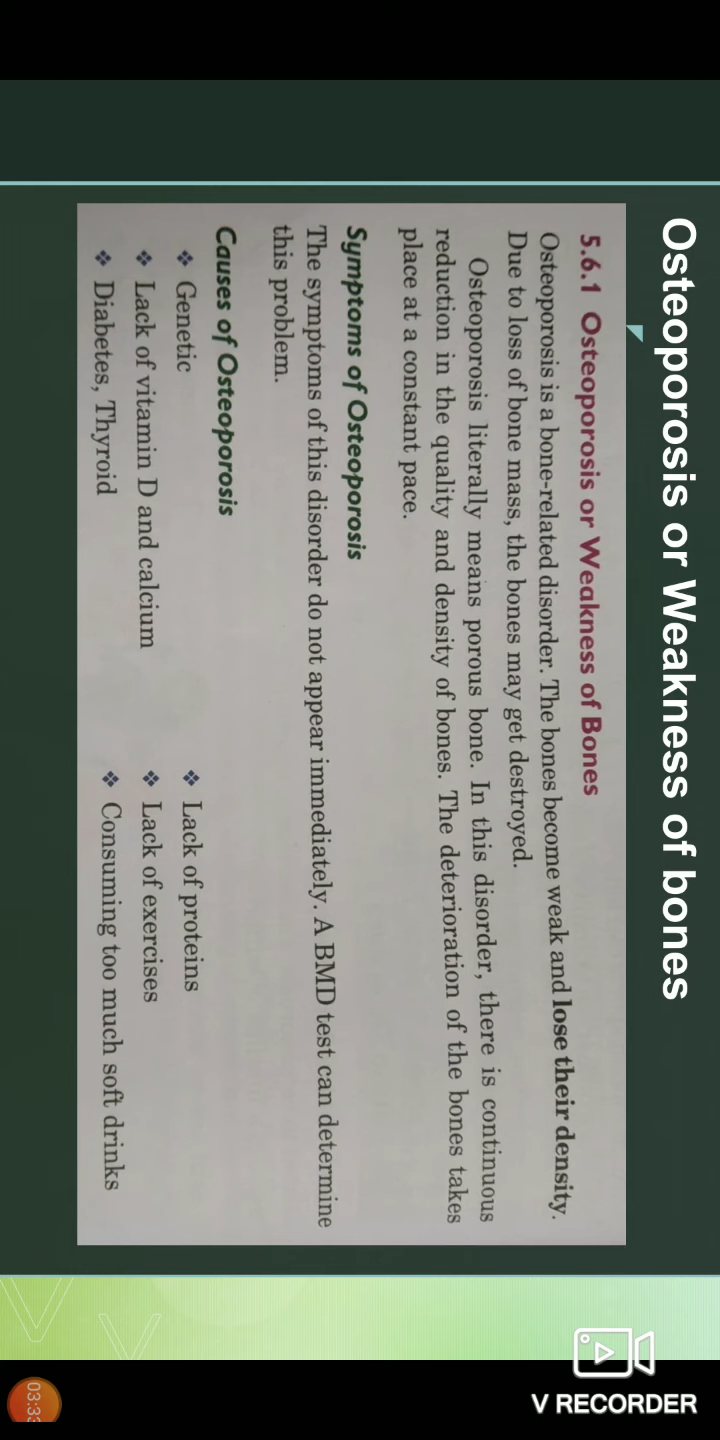 Osteoporosis or Weakness of bones
5.6.1 Osteoporosis or Weakness of Bones
Osteoporosis is a bone-related disorder. The bones become weak and lose their density.
Due to loss of bone mass, the bones may get destroyed.
Osteoporosis literally means porous bone. In this disorder, there is continuous
reduction in the quality and density of bones. The deterioration of the bones takes
place at a constant pace.
Symptoms of Osteoporosis
The symptoms of this disorder do not appear immediately. A BMD test can determine
this problem.
Causes of Osteoporosis
❖ Genetic
❖ Lack of proteins
❖ Lack of vitamin D and calcium
❖ Lack of exercises
❖ Diabetes, Thyroid
❖ Consuming too much soft drinks
V RECORDER